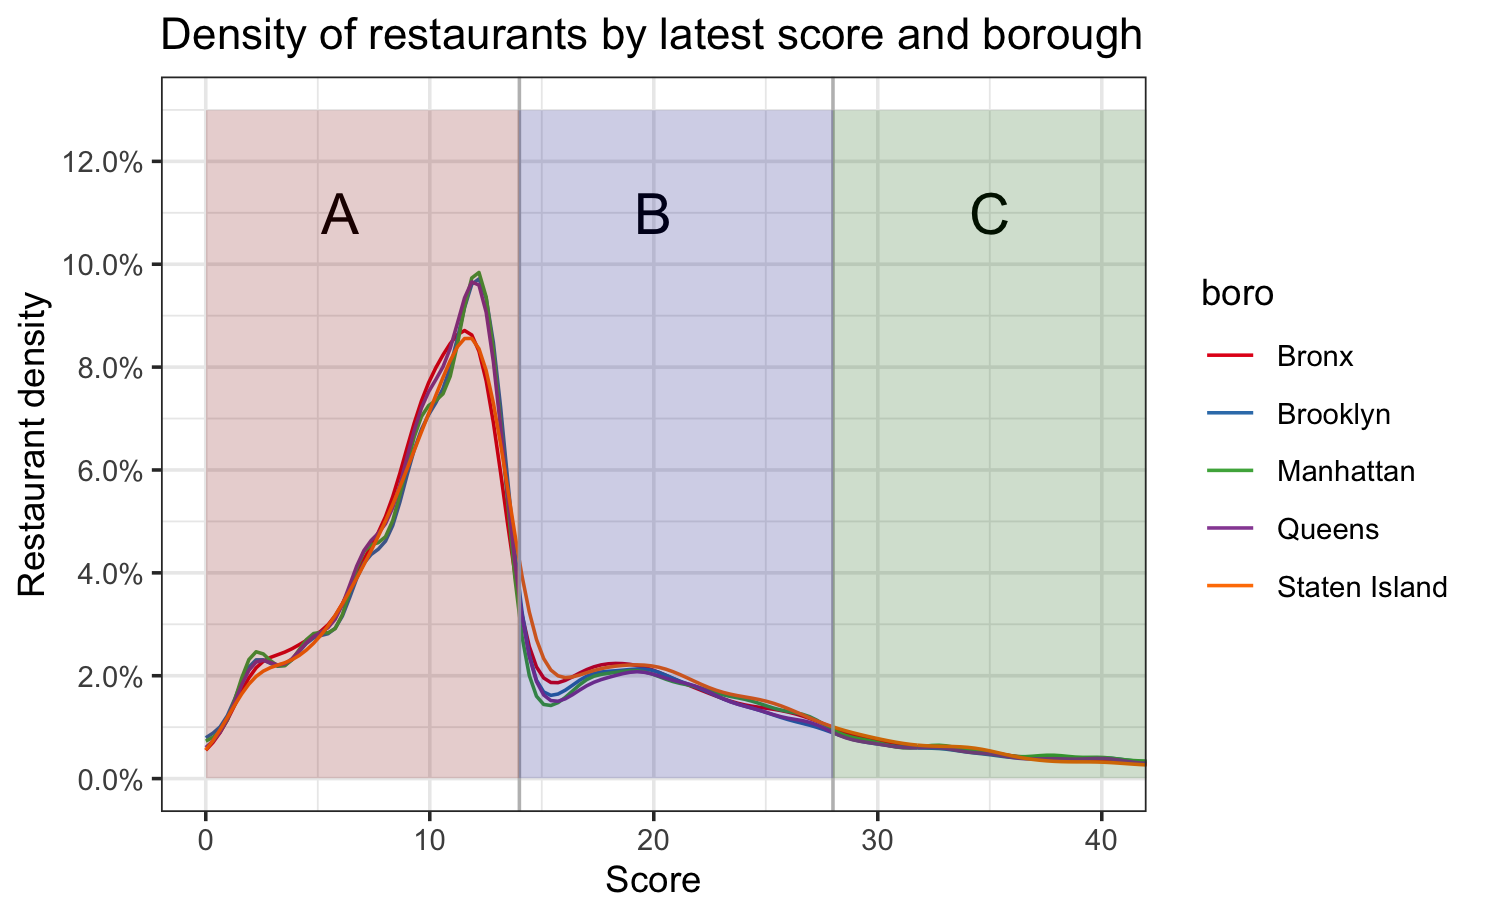 Density of restaurants by latest score and borough
12.0%
10.0%
8.0%
6.0%
4.0%
2.0%
0.0%
Restaurant density
A
B
C
0
10
20
30
40
Score
boro
Bronx
Brooklyn
Manhattan
Queens
Staten Island